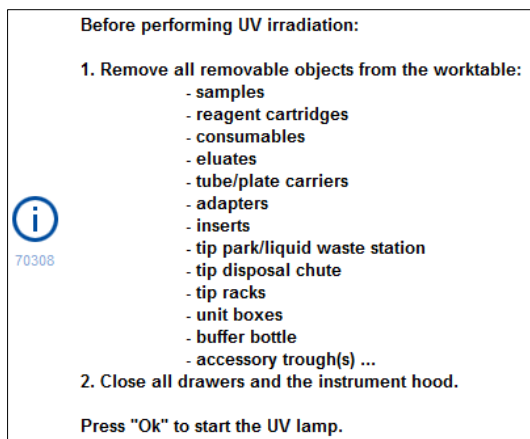 Before performing UV irradiation:
1. Remove all removable objects from the worktable:
- samples
- reagent cartridges
- consumables
- eluates
- tube/plate carriers
- adapters
- inserts
- tip park/liquid waste station
- tip disposal chute
- tip racks
- unit boxes
- buffer bottle
- accessory trough(s) ...
2. Close all drawers and the instrument hood.
Press "Ok" to start the UV lamp.
i
70308